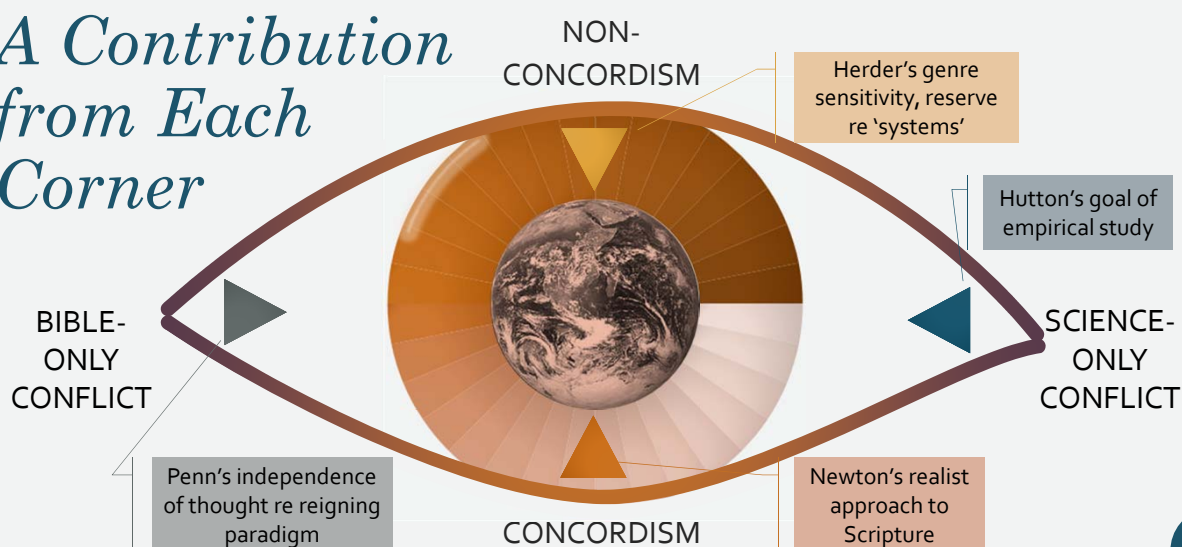 A Contribution
from Each
Corner
NON-
CONCORDISM
Herder’s genre
sensitivity, reserve
re ‘systems’
Hutton’s goal of
empirical study
BIBLE-
ONLY
CONFLICT
SCIENCE-
ONLY
CONFLICT
Penn’s independence
of thought re reigning
paradigm
CONCORDISM
Newton’s realist
approach to
Scripture